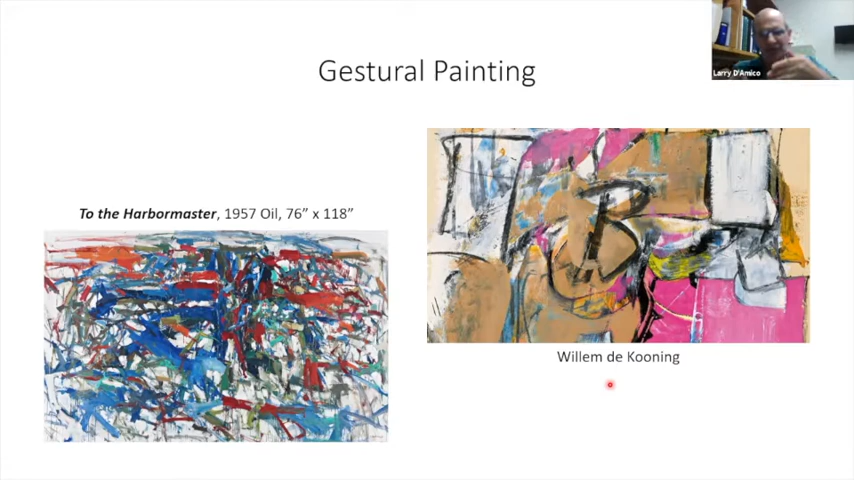 Gestural Painting
Larry D'Amico
To the Harbormaster, 1957 Oil, 76” x 118”
Willem de Kooning